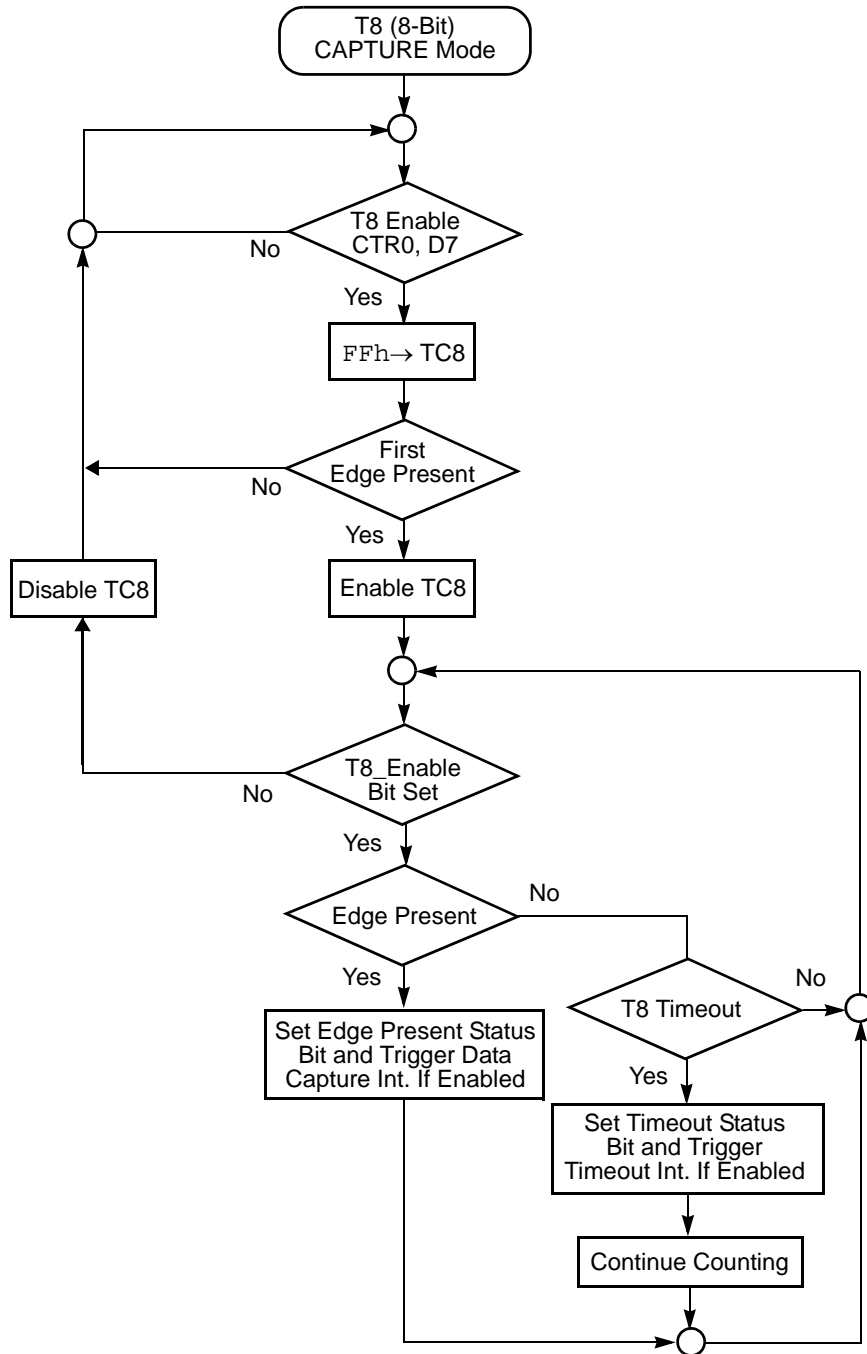 T8 (8-Bit)
CAPTURE Mode
T8 Enable
CTR0, D7
No
Yes
FFh→ TC8
First
Edge Present
No
Yes
Disable TC8
Enable TC8
T8_Enable
Bit Set
No
Yes
Edge Present
No
Yes
T8 Timeout
No
Set Edge Present Status
Bit and Trigger Data
Capture Int. If Enabled
Yes
Set Timeout Status
Bit and Trigger
Timeout Int. If Enabled
Continue Counting